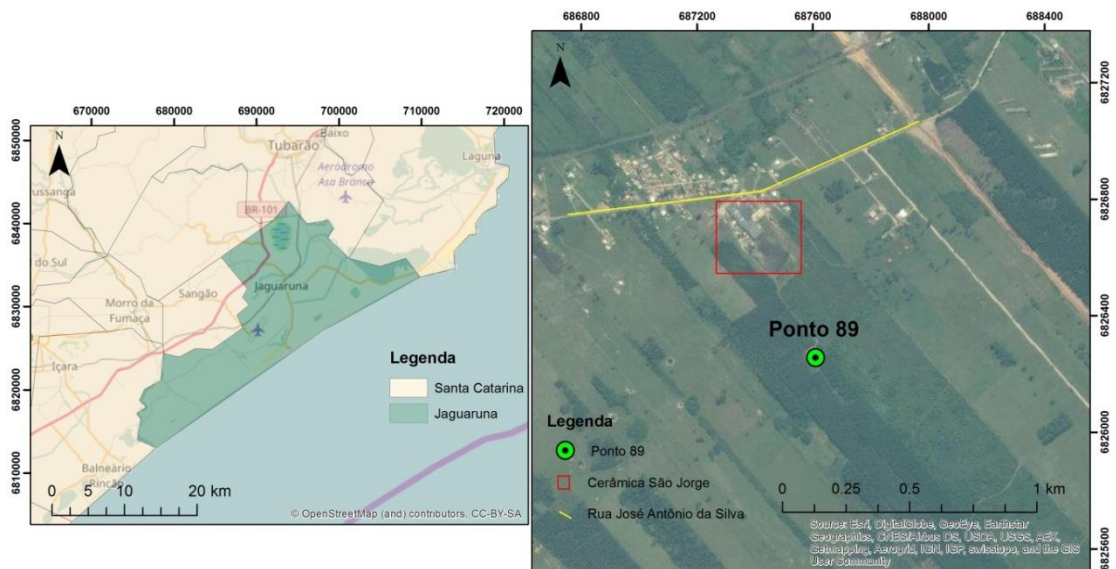 670000 680000 690000 700000 710000 720000
6850000
6840000
6830000
6820000
6810000
N
Baixo
Tubarão
Laguna
Aeródromo
Asa Branca
russanga
BR-101
do Sul
Jaguaruna
Sangão
Morro da
Fumaça
Içara
Balneário
Rincão
Legenda
Santa Catarina
Jaguaruna
0 5 10 20 km
© OpenStreetMap (and) contributors, CC-BY-SA
686800 687200 687600 688000 688400
6827200
6826800
6826400
6826000
6825600
N
Ponto 89
Legenda
Ponto 89
Cerâmica São Jorge
Rua José Antônio da Silva
0 0.25 0.5 1 km
Source: Esri, DigitalGlobe, GeoEye, Earthstar
Geographics, CNES/Airbus DS, USDA, USGS, AEX,
Getmapping, Aerogrid, IGN, IGP, swisstopo, and the GIS
User Community